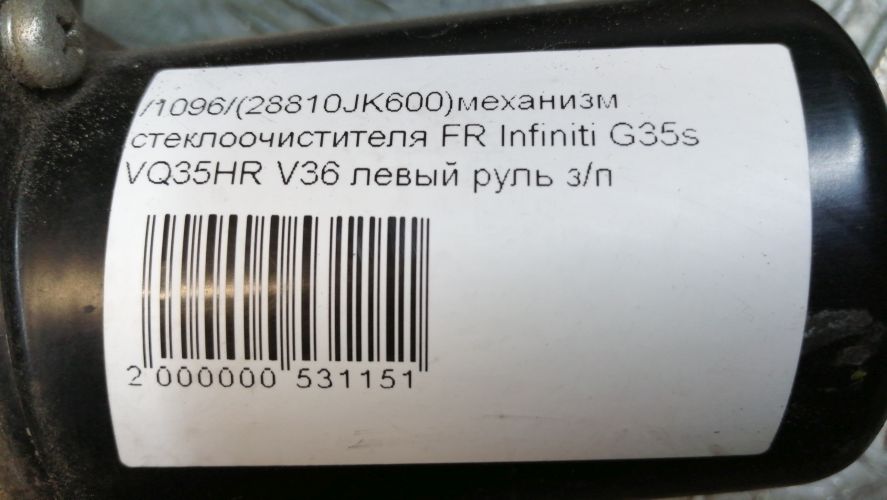 /1096/(28810JK600)механизм
стеклоочистителя FR Infiniti G35s
VQ35HR V36 левый руль з/п
2 000000 531151